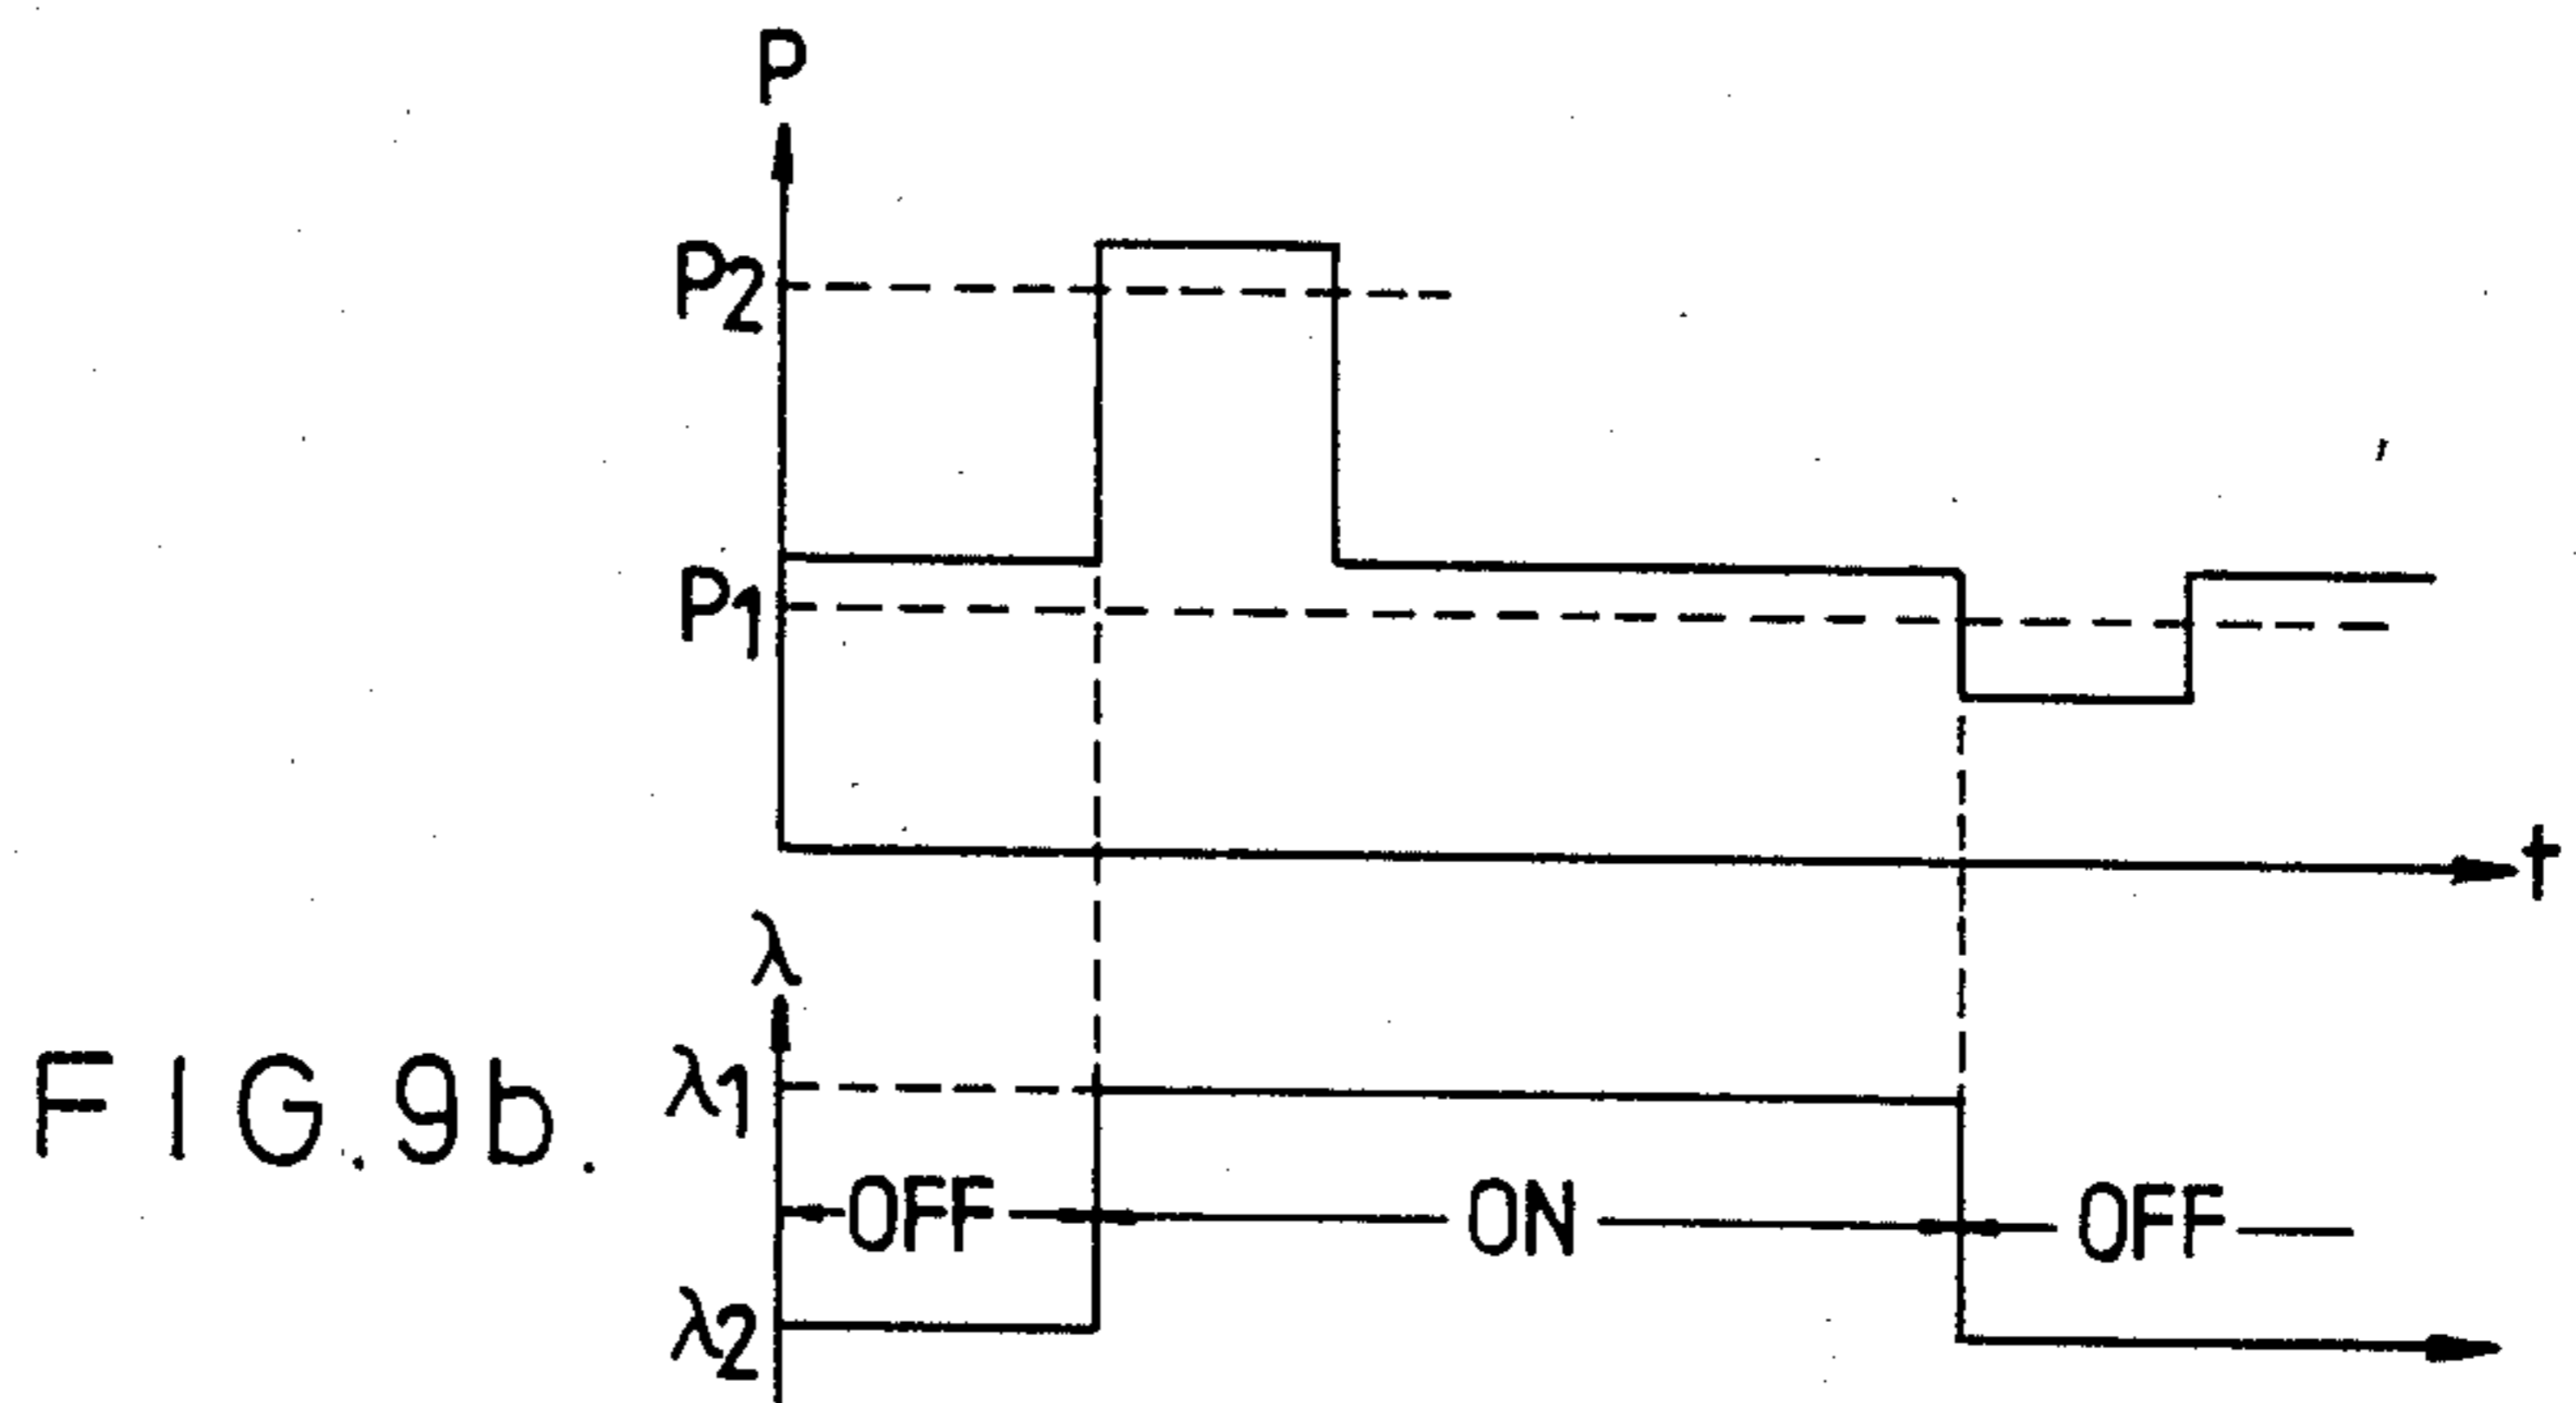 P
P2
P1
t
λ
λ1
FIG.9b.
OFF ON OFF
λ2